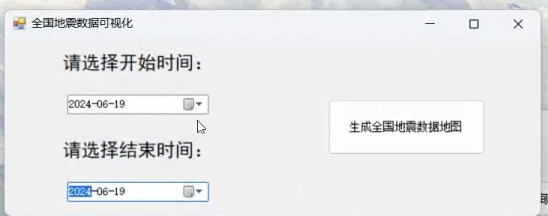 全国地震数据可视化
请选择开始时间：
2024-06-19
生成全国地震数据地图
请选择结束时间：
2024-06-19